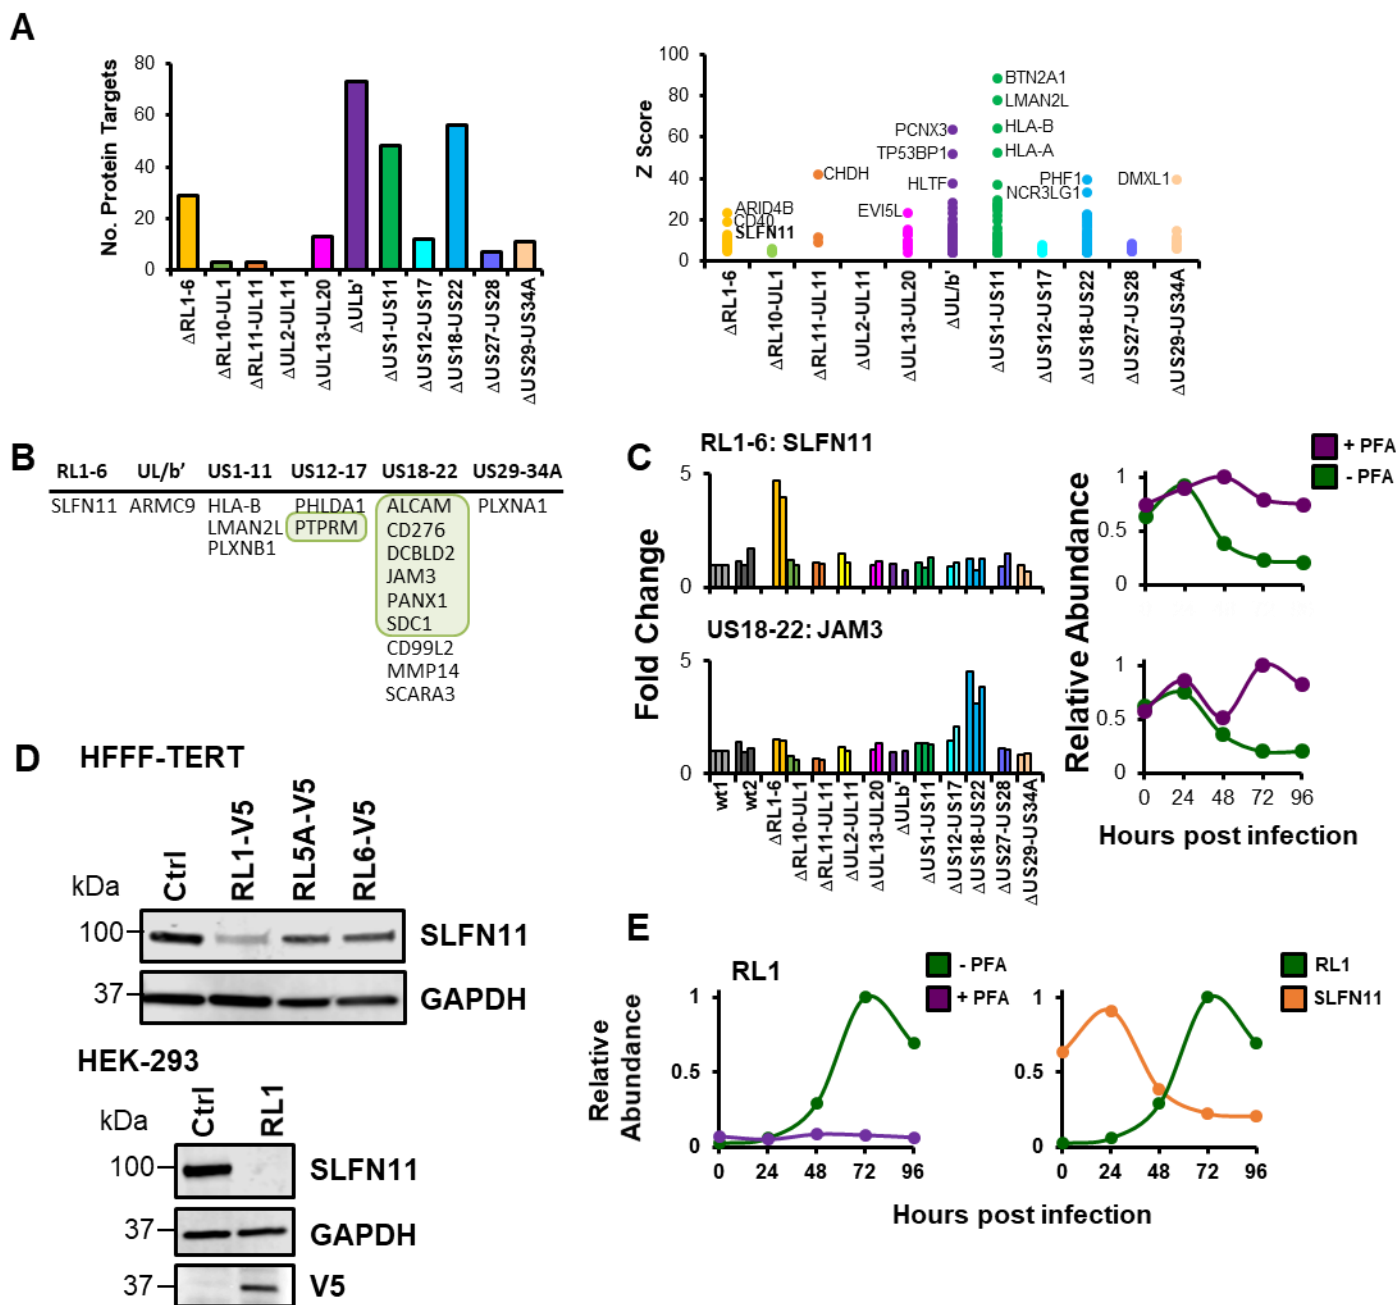 A
No. Protein Targets
80
60
40
20
0
ΔRL1-6
ΔRL10-UL1
ΔRL11-UL11
ΔUL2-UL11
ΔUL13-UL20
ΔULb'
ΔUS1-US11
ΔUS12-US17
ΔUS18-US22
ΔUS27-US28
ΔUS29-US34A
Z Score
100
80
60
40
20
0
ARID4B
CD40
SLFN11
CHDH
EVI5L
PCNX3
TP53BP1
HLTF
BTN2A1
LMAN2L
HLA-B
HLA-A
PHF1
NCR3LG1
DMXL1
ΔRL1-6
ΔRL10-UL1
ΔRL11-UL11
ΔUL2-UL11
ΔUL13-UL20
ΔUL/b'
ΔUS1-US11
ΔUS12-US17
ΔUS18-US22
ΔUS27-US28
ΔUS29-US34A
B
RL1-6 UL/b' US1-11 US12-17 US18-22 US29-34A
SLFN11 ARMC9 HLA-B PHLDA1 ALCAM PLXNA1
LMAN2L PTPRM CD276
PLXNB1 DCBLD2
JAM3
PANX1
SDC1
CD99L2
MMP14
SCARA3
C
RL1-6: SLFN11
5
0
US18-22: JAM3
5
0
Fold Change
wt1
wt2
ΔRL1-6
ΔRL10-UL1
ΔRL11-UL11
ΔUL2-UL11
ΔUL13-UL20
ΔULb'
ΔUS1-US11
ΔUS12-US17
ΔUS18-US22
ΔUS27-US28
ΔUS29-US34A
+ PFA
- PFA
Relative Abundance
1
0.5
0
1
0.5
0
0 24 48 72 96
Hours post infection
D
HFFF-TERT
kDa
Ctrl
RL1-V5
RL5A-V5
RL6-V5
100
SLFN11
37
GAPDH
HEK-293
kDa
Ctrl
RL1
100
SLFN11
37
GAPDH
37
V5
E
RL1
- PFA
+ PFA
Relative
Abundance
1
0.5
0
0 24 48 72 96
RL1
SLFN11
1
0.5
0
0 24 48 72 96
Hours post infection